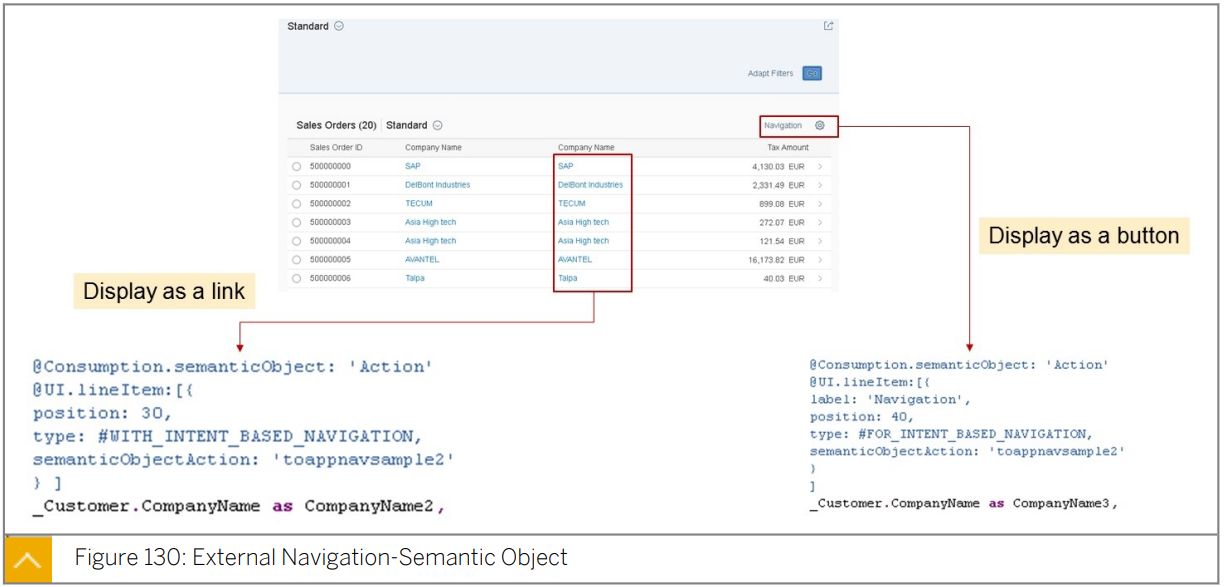 Standard
Adapt Filters Go
Sales Orders (20) Standard Navigation
Sales Order ID Company Name Company Name Tax Amount
500000000 SAP SAP 4,130.03 EUR
500000001 DelBont Industries DelBont Industries 2,331.49 EUR
500000002 TECUM TECUM 899.08 EUR
500000003 Asia High tech Asia High tech 272.07 EUR
500000004 Asia High tech Asia High tech 121.54 EUR
500000005 AVANTEL AVANTEL 16,173.82 EUR
500000006 Talpa Talpa 40.03 EUR
Display as a button
Display as a link
@Consumption.semanticObject: 'Action'
@UI.lineItem:[{
position: 30,
type: #WITH_INTENT_BASED_NAVIGATION,
semanticObjectAction: 'toappnavsample2'
} ]
_Customer.CompanyName as CompanyName2,
@Consumption.semanticObject: 'Action'
@UI.lineItem:[{
label: 'Navigation',
position: 40,
type: #FOR_INTENT_BASED_NAVIGATION,
semanticObjectAction: 'toappnavsample2'
}
]
_Customer.CompanyName as CompanyName3,
Figure 130: External Navigation-Semantic Object